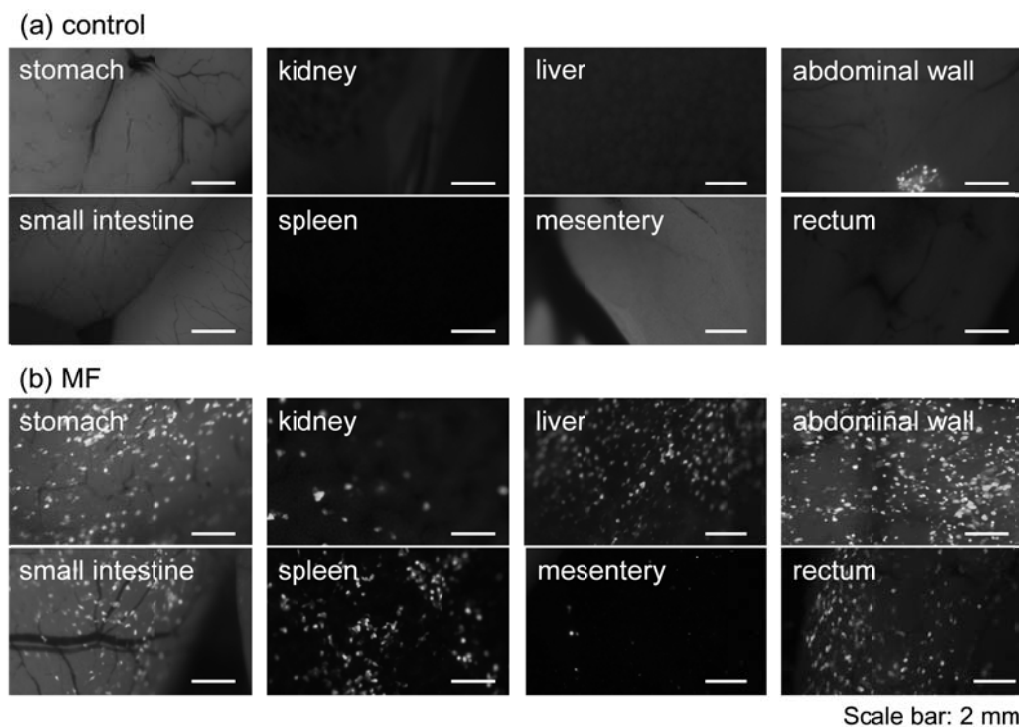 (a) control
stomach kidney liver abdominal wall
small intestine spleen mesentery rectum
(b) MF
stomach kidney liver abdominal wall
small intestine spleen mesentery rectum
Scale bar: 2 mm